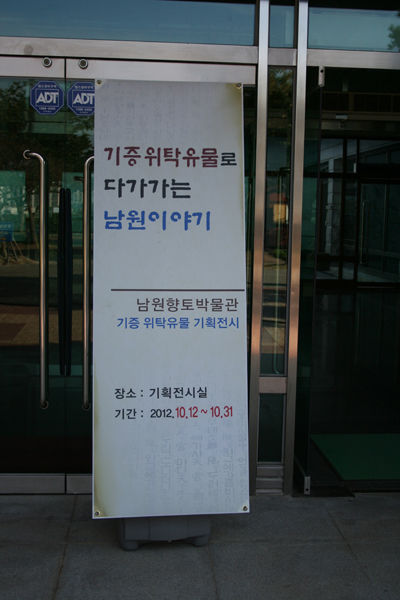 ADT
ADT
기증위탁유물로
다가가는
남원이야기
남원향토박물관
기증 위탁유물 기획전시
장소 : 기획전시실
기간 : 2012.10.12 ~ 10.31